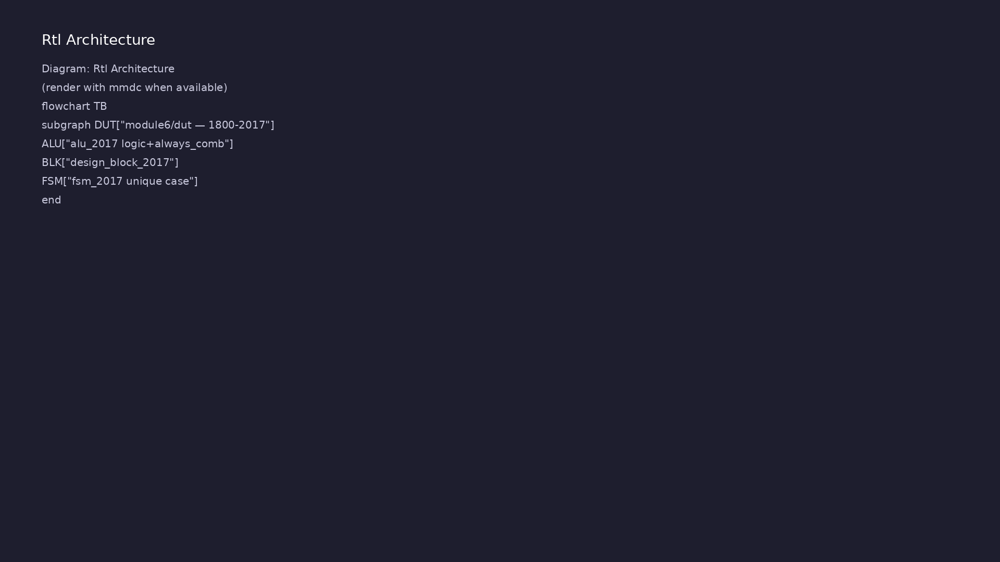 Rtl Architecture
Diagram: Rtl Architecture
(render with mmdc when available)
flowchart TB
subgraph DUT["module6/dut — 1800-2017"]
ALU["alu_2017 logic+always_comb"]
BLK["design_block_2017"]
FSM["fsm_2017 unique case"]
end